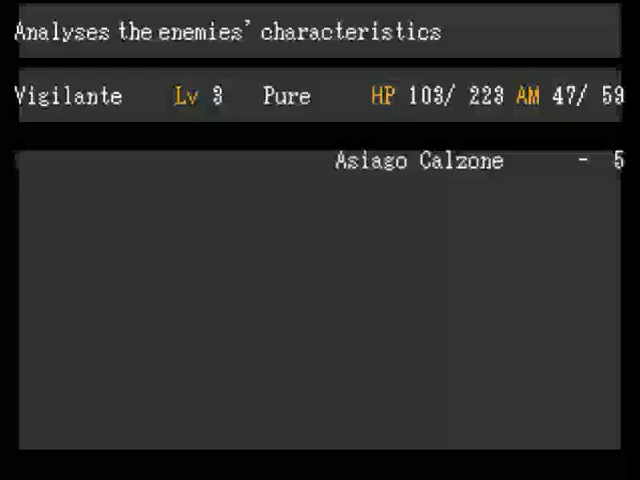 Analyses the enemies' characteristics
Vigilante Lv 3 Pure HP 103/ 223 AM 47/ 59
Asiago Calzone - 5